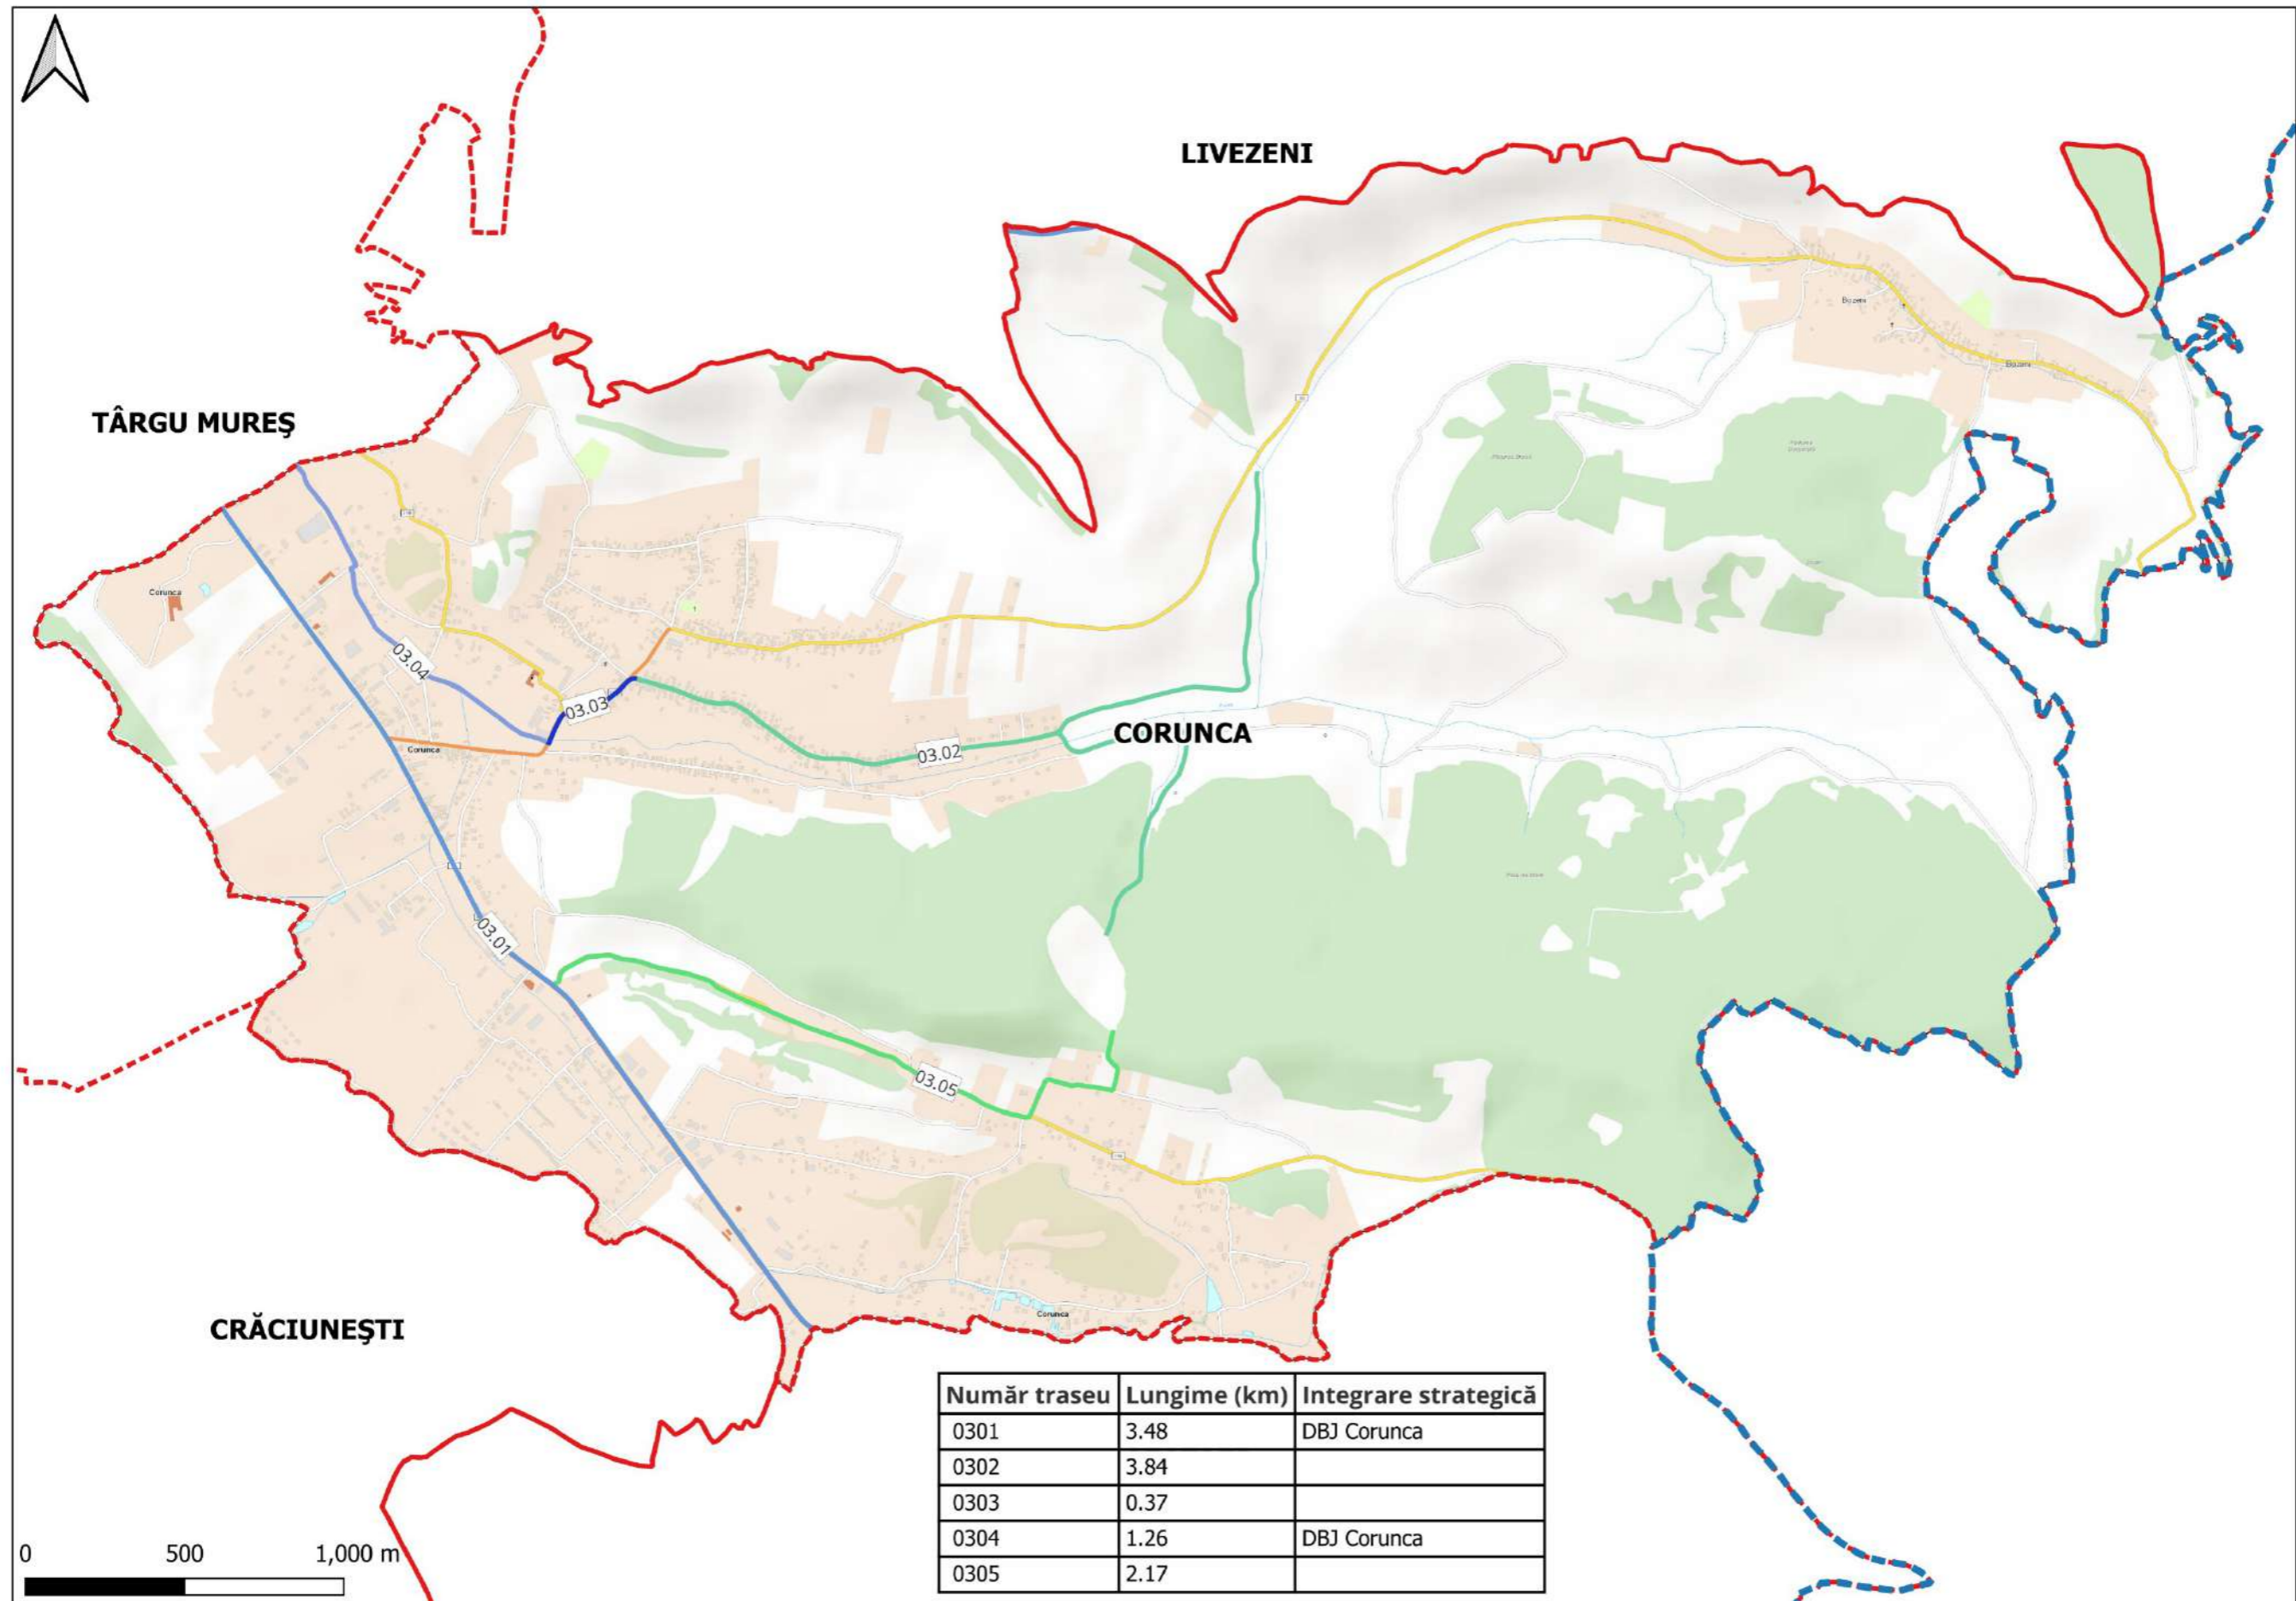 LIVEZENI
Bozeni
Bozeni
TÂRGU MUREŞ
Corunca
03.04
03.03
CORUNCA
Corunca
03.02
03.01
03.05
Corunca
CRĂCIUNEŞTI
Număr traseu Lungime (km) Integrare strategică
0301 3.48 DBJ Corunca
0302 3.84
0303 0.37
0304 1.26 DBJ Corunca
0305 2.17
0 500 1,000 m